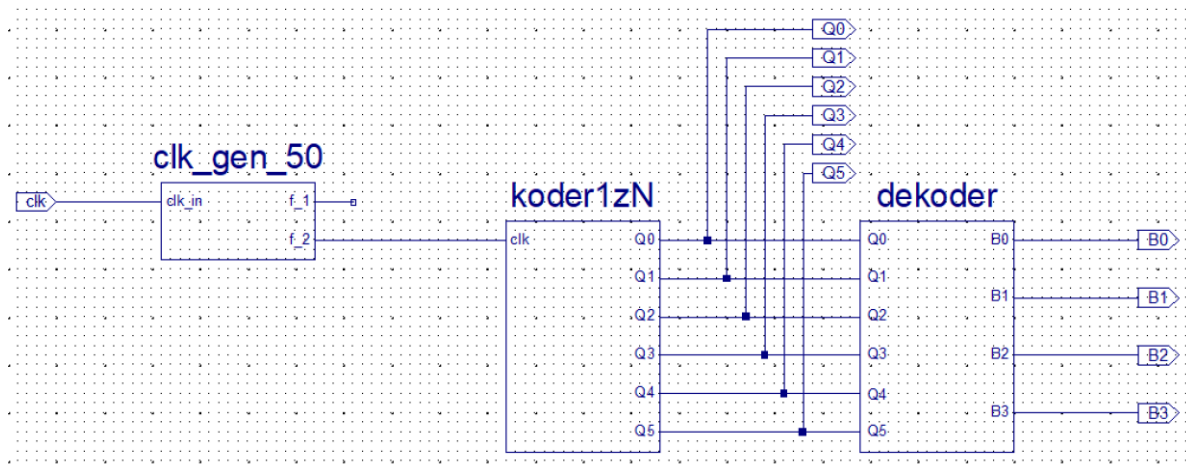 Q0
Q1
Q2
Q3
Q4
Q5
clk_gen_50
koder1zN
dekoder
clk
clk_in
f_1
f_2
clk
Q0
Q1
Q2
Q3
Q4
Q5
Q0
Q1
Q2
Q3
Q4
Q5
B0
B1
B2
B3
B0
B1
B2
B3